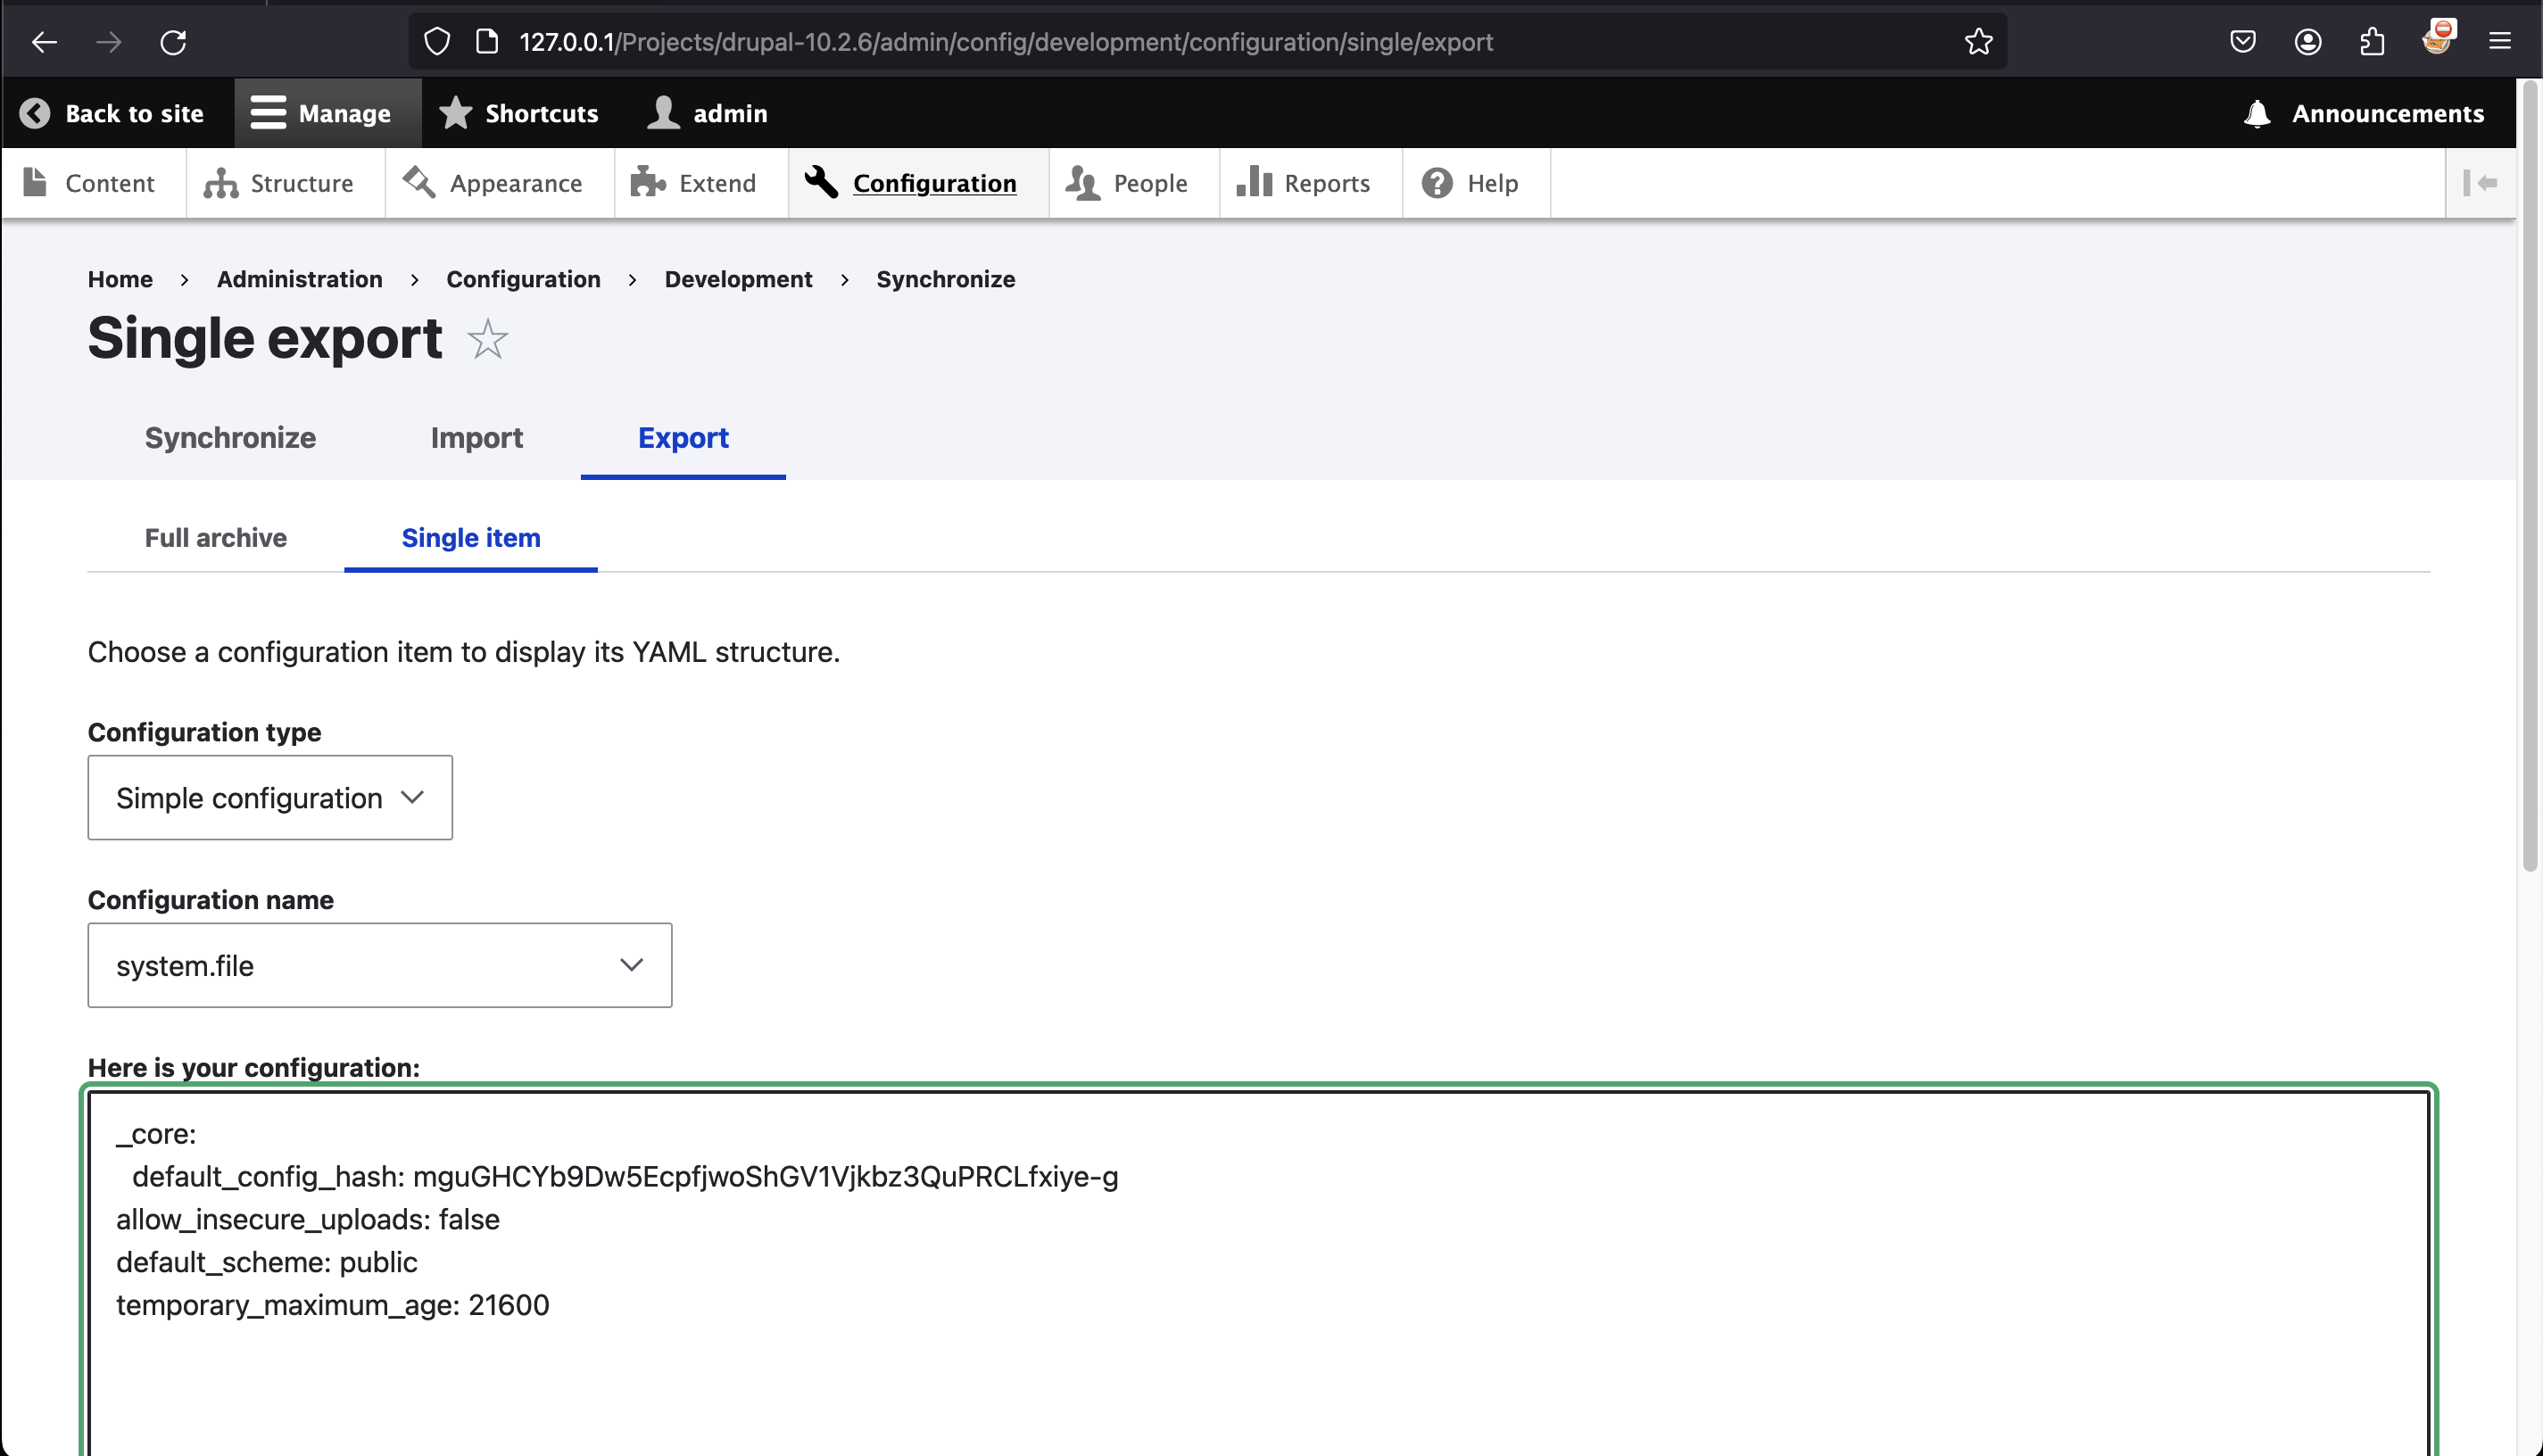 127.0.0.1/Projects/drupal-10.2.6/admin/config/development/configuration/single/export
Back to site
Manage
Shortcuts
admin
Announcements
Content
Structure
Appearance
Extend
Configuration
People
Reports
Help
Home > Administration > Configuration > Development > Synchronize
Single export
Synchronize
Import
Export
Full archive
Single item
Choose a configuration item to display its YAML structure.
Configuration type
Simple configuration
Configuration name
system.file
Here is your configuration:
_core:
  default_config_hash: mguGHCYb9Dw5EcpfjwoShGV1Vjkbz3QuPRCLfxiye-g
allow_insecure_uploads: false
default_scheme: public
temporary_maximum_age: 21600